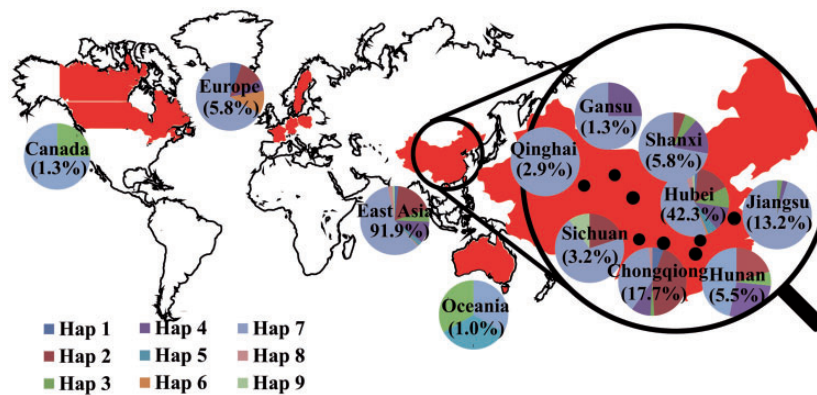 Europe
(5.8%)
Canada
(1.3%)
East Asia
91.9%)
Oceania
(1.0%)
Gansu
(1.3%)
Qinghai
(2.9%)
Shanxi
(5.8%)
Hubei
(42.3%)
Jiangsu
(13.2%)
Sichuan
(3.2%)
Chongqiong
(17.7%)
Hunan
(5.5%)
Hap 1
Hap 4
Hap 7
Hap 2
Hap 5
Hap 8
Hap 3
Hap 6
Hap 9